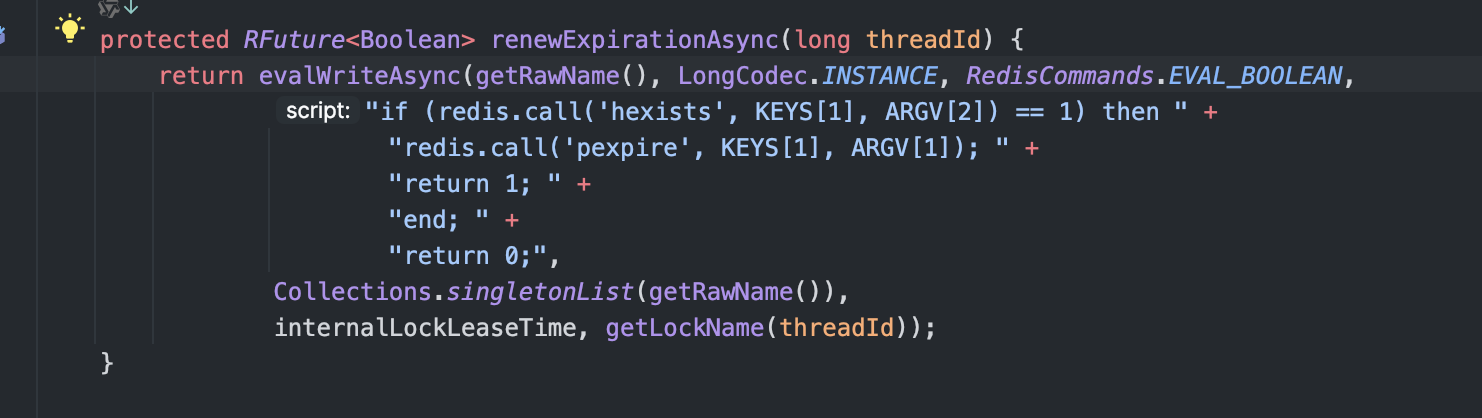 protected RFuture<Boolean> renewExpirationAsync(long threadId) {
return evalWriteAsync(getRawName(), LongCodec.INSTANCE, RedisCommands.EVAL_BOOLEAN,
script: "if (redis.call('hexists', KEYS[1], ARGV[2]) == 1) then " +
"redis.call('pexpire', KEYS[1], ARGV[1]); " +
"return 1; " +
"end; " +
"return 0;",
Collections.singletonList(getRawName()),
internalLockLeaseTime, getLockName(threadId));
}